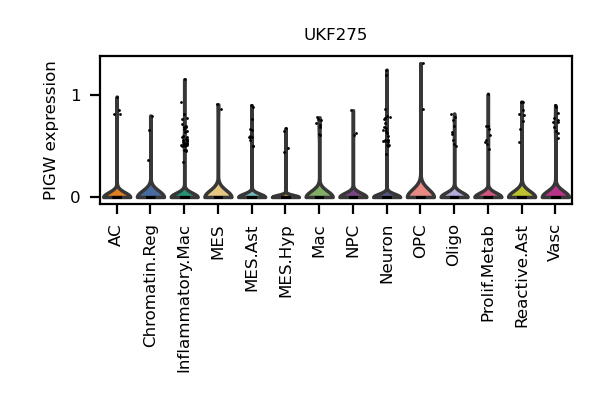 UKF275
PIGW expression
1
0
AC
Chromatin.Reg
Inflammatory.Mac
MES
MES.Ast
MES.Hyp
Mac
NPC
Neuron
OPC
Oligo
Prolif.Metab
Reactive.Ast
Vasc